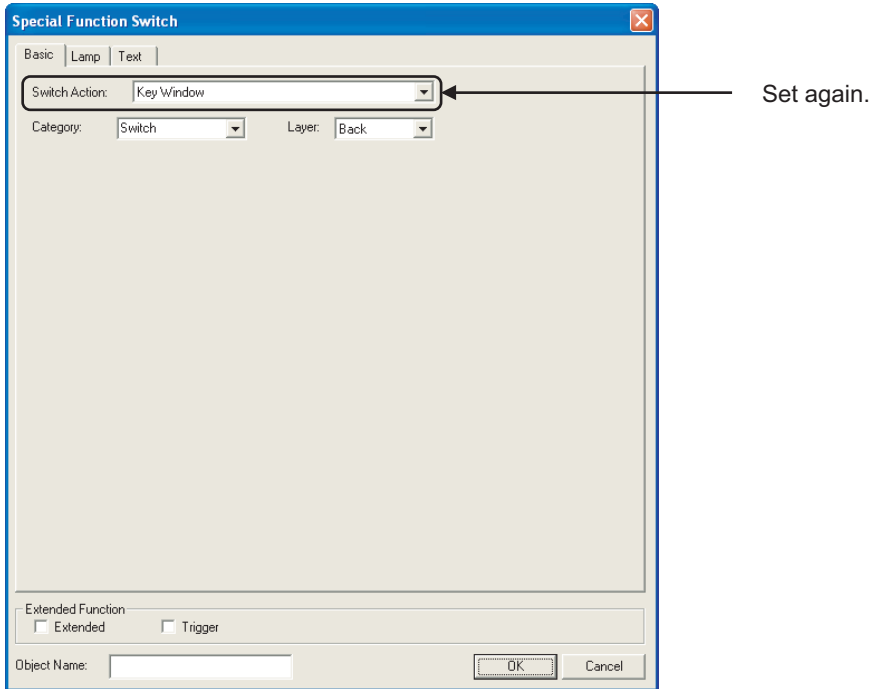 Special Function Switch
Basic Lamp Text
Switch Action: Key Window
Set again.
Category: Switch Layer: Back
Extended Function
Extended Trigger
Object Name: OK Cancel